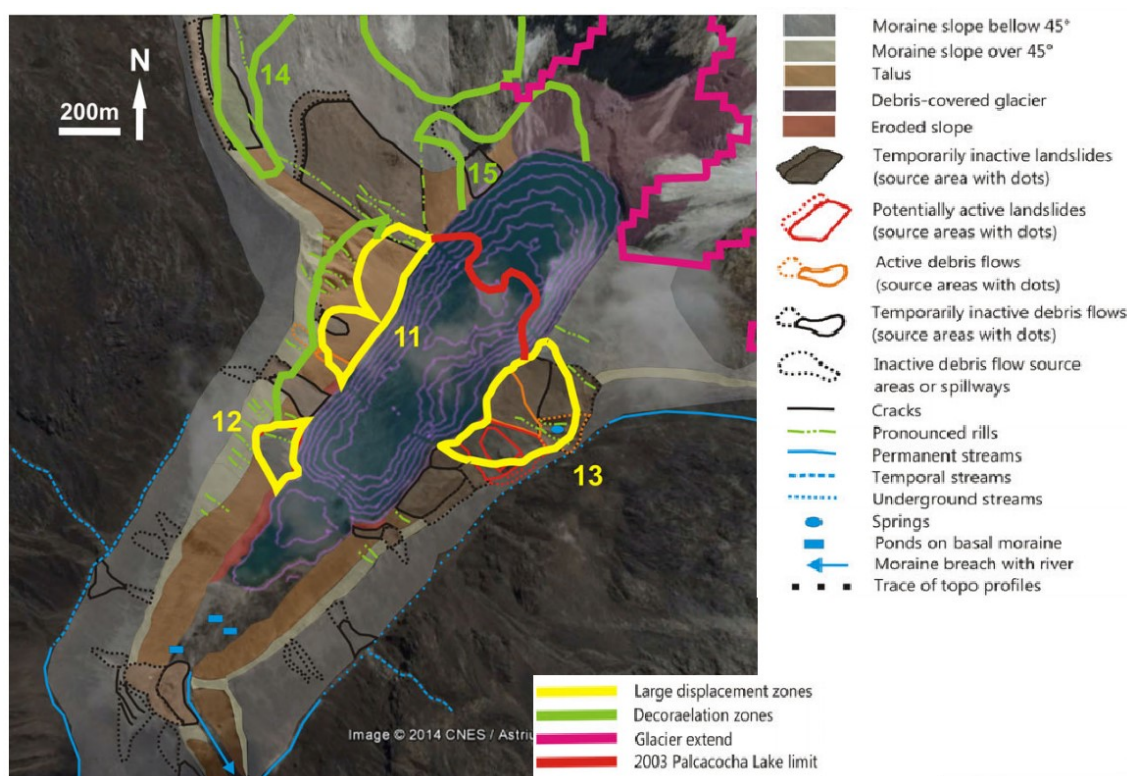 N
200m
14
15
11
12
13
Image © 2014 CNES / Astriu
Moraine slope bellow 45°
Moraine slope over 45°
Talus
Debris-covered glacier
Eroded slope
Temporarily inactive landslides
(source area with dots)
Potentially active landslides
(source areas with dots)
Active debris flows
(source areas with dots)
Temporarily inactive debris flows
(source areas with dots)
Inactive debris flow source
areas or spillways
Cracks
Pronounced rills
Permanent streams
Temporal streams
Underground streams
Springs
Ponds on basal moraine
Moraine breach with river
Trace of topo profiles
Large displacement zones
Decoraelation zones
Glacier extend
2003 Palcacocha Lake limit